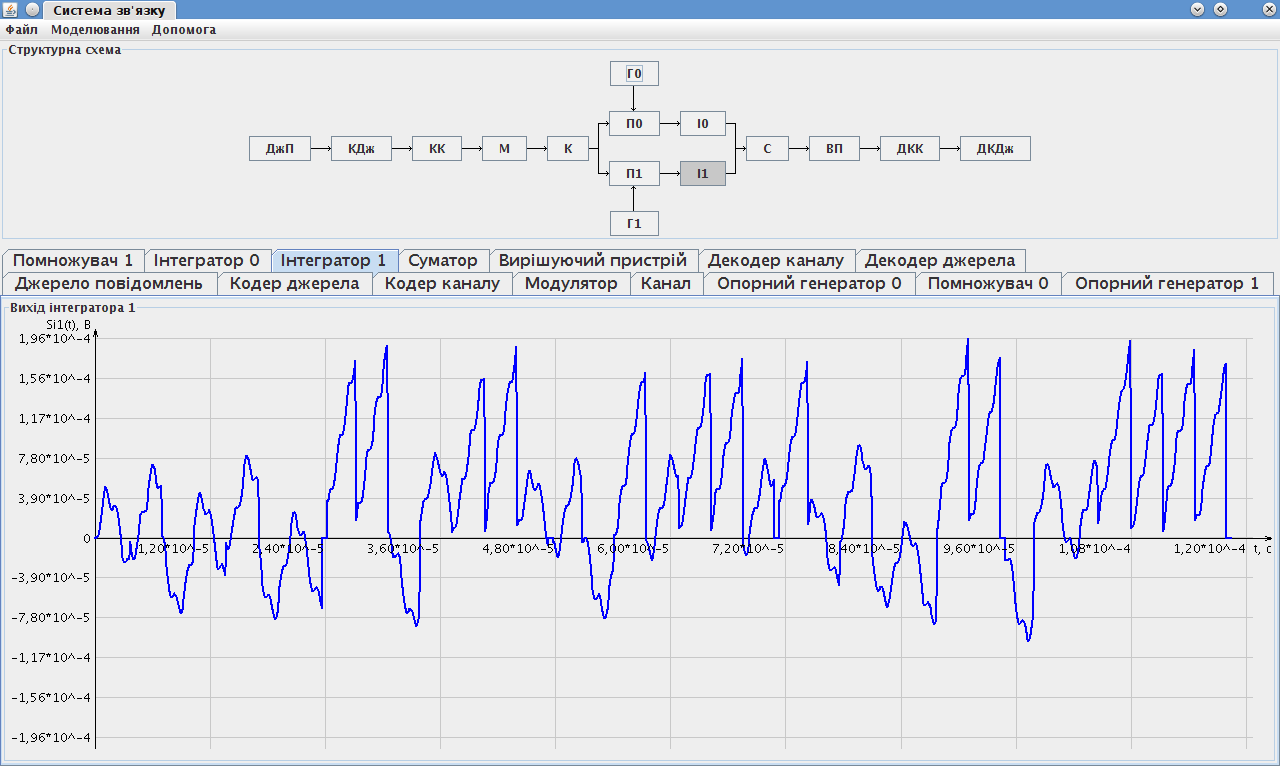 Система зв'язку
Файл Моделювання Допомога
Структурна схема
Г0
П0 І0
ДжП КДж КК М К С ВП ДКК ДКДж
П1 І1
Г1
Помножувач 1 Інтегратор 0 Інтегратор 1 Суматор Вирішуючий пристрій Декодер каналу Декодер джерела
Джерело повідомлень Кодер джерела Кодер каналу Модулятор Канал Опорний генератор 0 Помножувач 0 Опорний генератор 1
Вихід інтегратора 1
Si1(t), В
1,96*10^-4
1,56*10^-4
1,17*10^-4
7,80*10^-5
3,90*10^-5
0
1,20*10^-5 2,40*10^-5 3,60*10^-5 4,80*10^-5 6,00*10^-5 7,20*10^-5 8,40*10^-5 9,60*10^-5 1,08*10^-4 1,20*10^-4 t, с
-3,90*10^-5
-7,80*10^-5
-1,17*10^-4
-1,56*10^-4
-1,96*10^-4